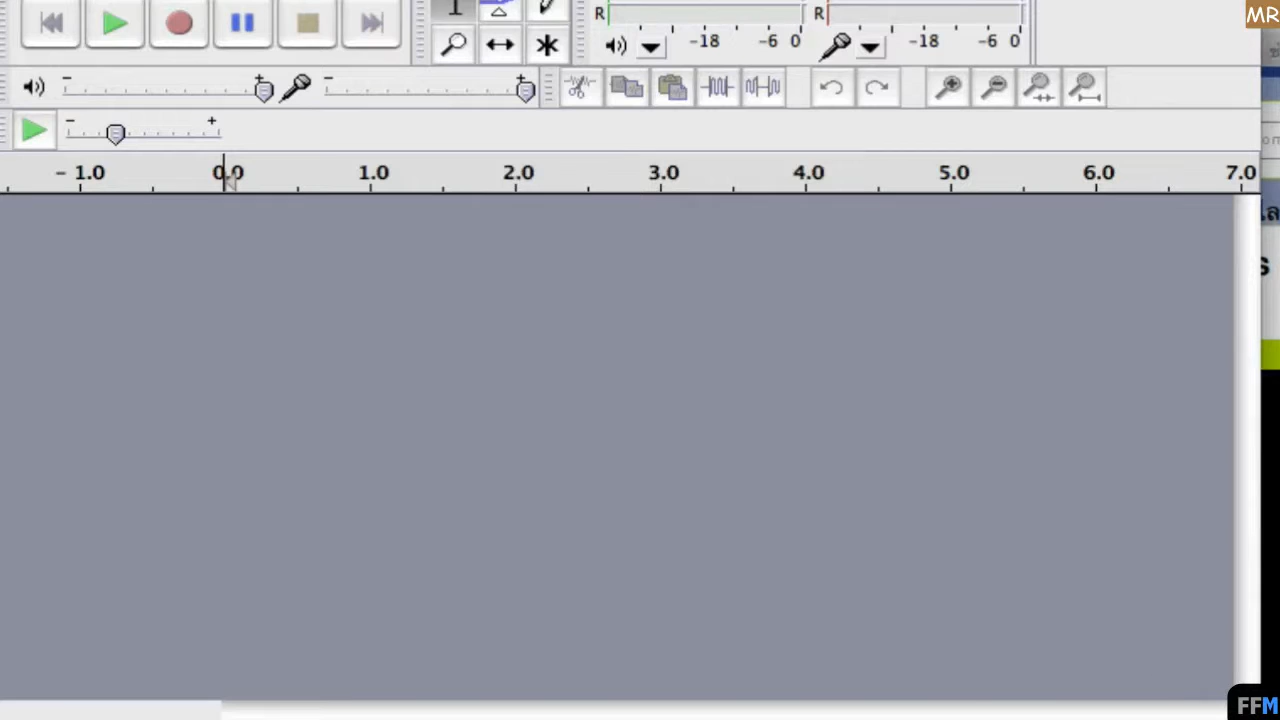 MR
R
R
-18 -6 0
-18 -6 0
- +
- +
- +
- 1.0 0.0 1.0 2.0 3.0 4.0 5.0 6.0 7.0
s
FFM